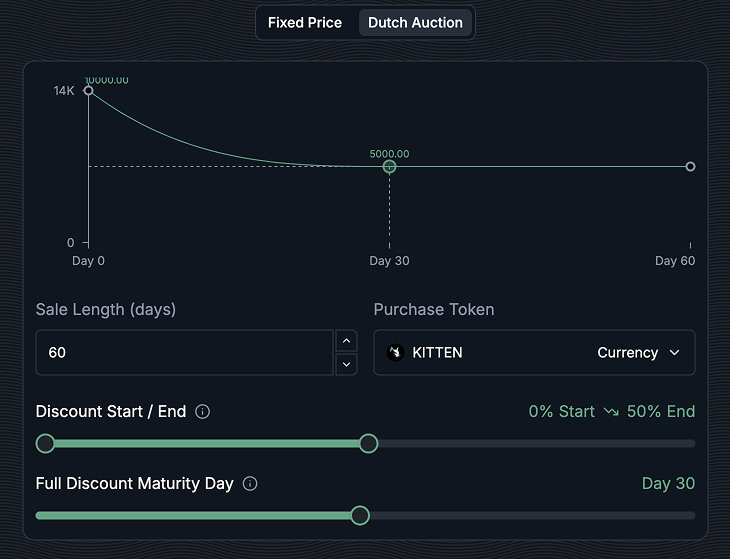 Fixed Price Dutch Auction
10000.00
14K
5000.00
0
Day 0 Day 30 Day 60
Sale Length (days) Purchase Token
60 KITTEN Currency
Discount Start / End 0% Start 50% End
Full Discount Maturity Day Day 30